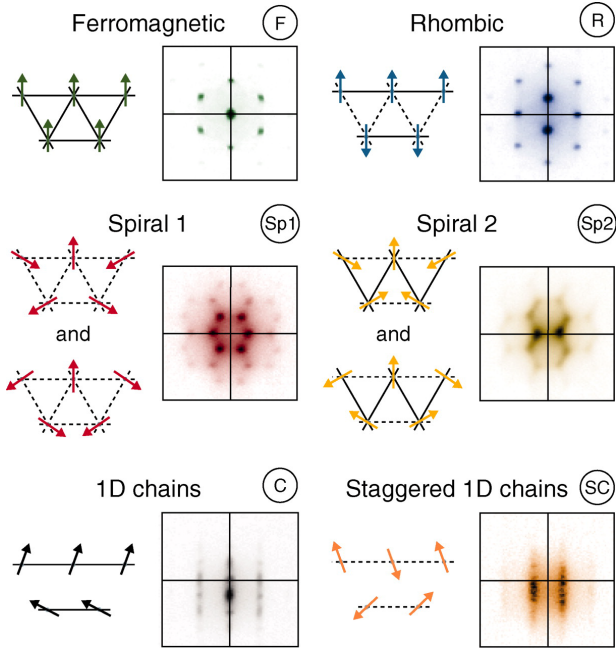 Ferromagnetic
F
Rhombic
R
Spiral 1
Sp1
Spiral 2
Sp2
and
and
1D chains
C
Staggered 1D chains
SC